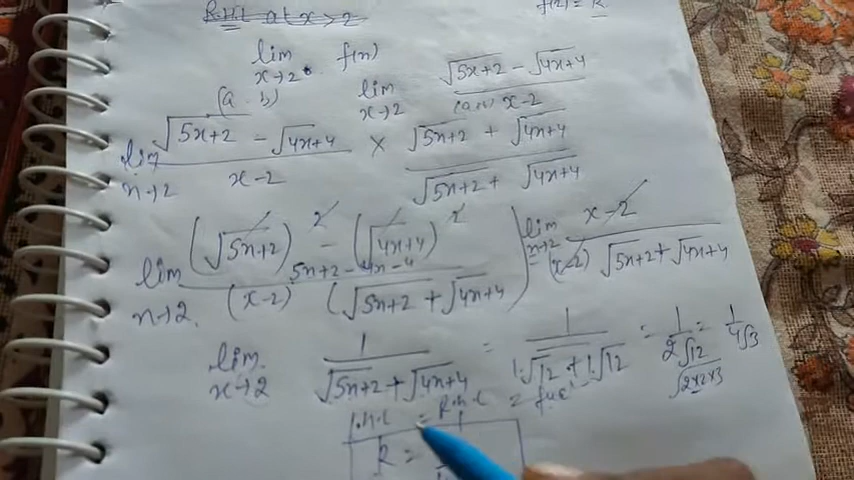 R.H.L at x>2 f(2) = k
lim x→2 f(x) lim x→2 √5x+2 - √4x+4 / x-2
(a - b) (a+b)
lim x→2 √5x+2 - √4x+4 / x-2 × √5x+2 + √4x+4 / √5x+2 + √4x+4
lim x→2 (√5x+2)² - (√4x+4)² / (x-2) (√5x+2 + √4x+4) lim x→2 x-2 / (x-2) √5x+2 + √4x+4
5x+2 - 4x-4
lim x→2 1 / √5x+2 + √4x+4 = 1 / 1.√12 + 1.√12 = 1 / 2√12 = 1 / 4√3
√2×2×3
L.H.L = R.H.L =
k = 1